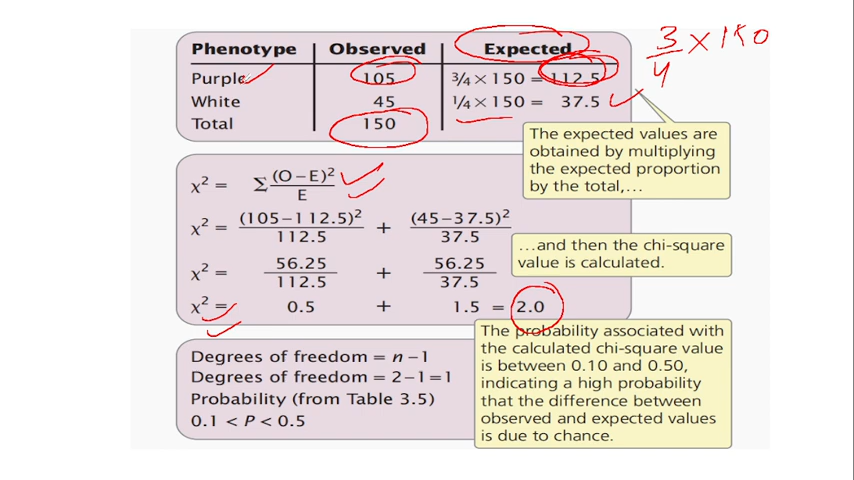 Phenotype Observed Expected
3/4 × 150
Purple 105 3/4 × 150 = 112.5
White 45 1/4 × 150 = 37.5
Total 150
The expected values are
obtained by multiplying
the expected proportion
by the total,...
χ² = Σ (O−E)²/E
χ² = (105−112.5)²/112.5 + (45−37.5)²/37.5
...and then the chi-square
value is calculated.
χ² = 56.25/112.5 + 56.25/37.5
χ² = 0.5 + 1.5 = 2.0
The probability associated with
the calculated chi-square value
is between 0.10 and 0.50,
indicating a high probability
that the difference between
observed and expected values
is due to chance.
Degrees of freedom = n −1
Degrees of freedom = 2−1=1
Probability (from Table 3.5)
0.1 < P < 0.5